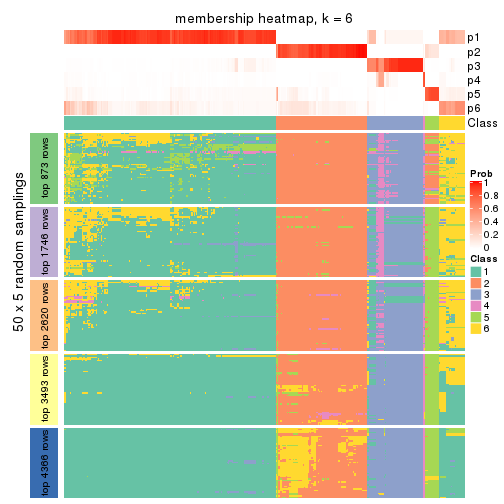 membership heatmap, k = 6
p1
p2
p3
p4
p5
p6
Class
50 x 5 random samplings
top 873 rows
top 1746 rows
top 2620 rows
top 3493 rows
top 4366 rows
Prob
1
0.8
0.6
0.4
0.2
0
Class
1
2
3
4
5
6